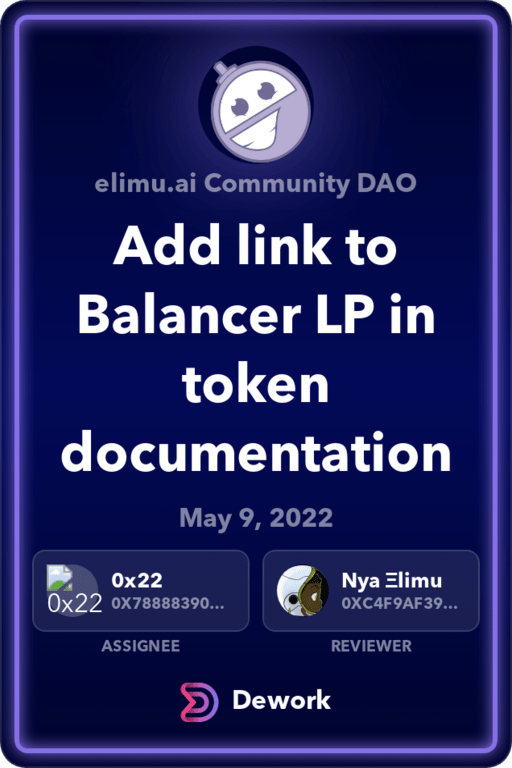 elimu.ai Community DAO
Add link to
Balancer LP in
token
documentation
May 9, 2022
0x22
0x22
0X78888390...
Nya Ξlimu
0XC4F9AF39...
ASSIGNEE
REVIEWER
Dework